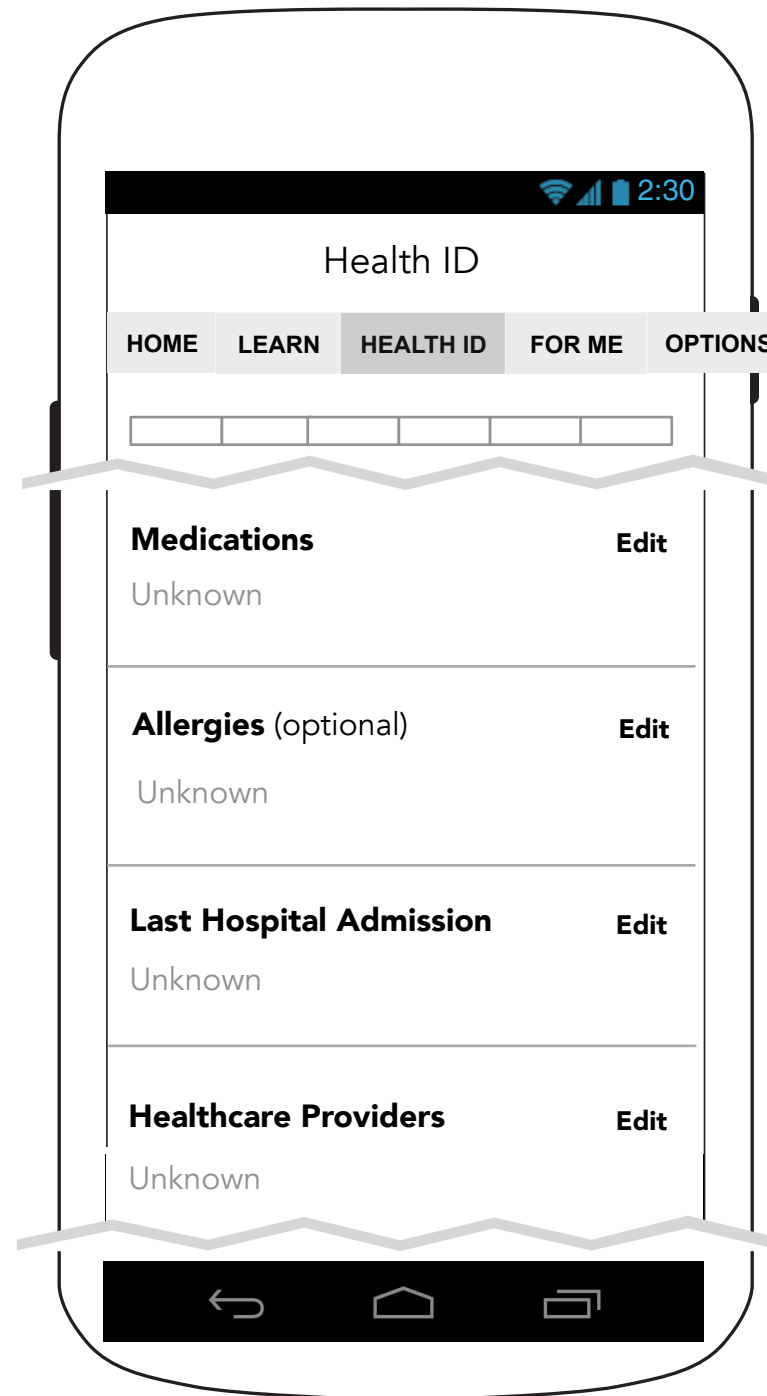 2:30
Health ID
HOME LEARN HEALTH ID FOR ME OPTIONS
Medications Edit
Unknown
Allergies (optional) Edit
Unknown
Last Hospital Admission Edit
Unknown
Healthcare Providers Edit
Unknown